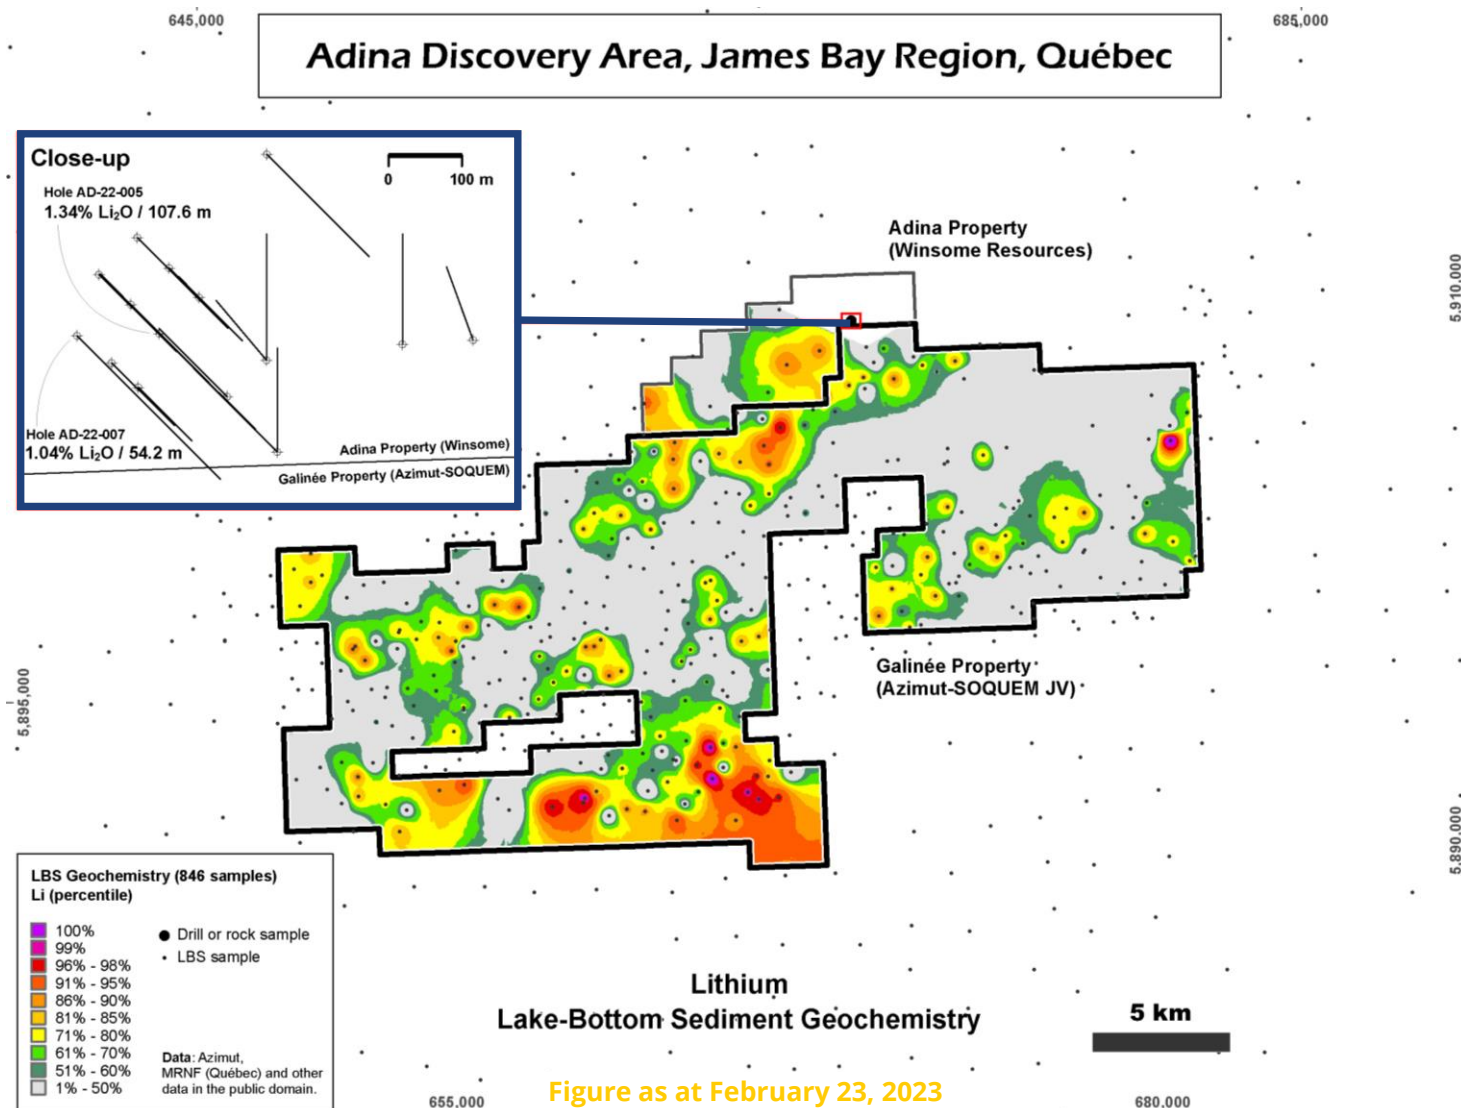 645,000
685,000
Adina Discovery Area, James Bay Region, Québec
Close-up
0 100 m
Hole AD-22-005
1.34% Li₂O / 107.6 m
Hole AD-22-007
1.04% Li₂O / 54.2 m
Adina Property (Winsome)
Galinée Property (Azimut-SOQUEM)
Adina Property
(Winsome Resources)
5,910,000
Galinée Property
(Azimut-SOQUEM JV)
5,895,000
5,890,000
LBS Geochemistry (846 samples)
Li (percentile)
100%
99%
96% - 98%
91% - 95%
86% - 90%
81% - 85%
71% - 80%
61% - 70%
51% - 60%
1% - 50%
Drill or rock sample
LBS sample
Data: Azimut,
MRNF (Québec) and other
data in the public domain.
Lithium
Lake-Bottom Sediment Geochemistry
5 km
Figure as at February 23, 2023
655,000
680,000